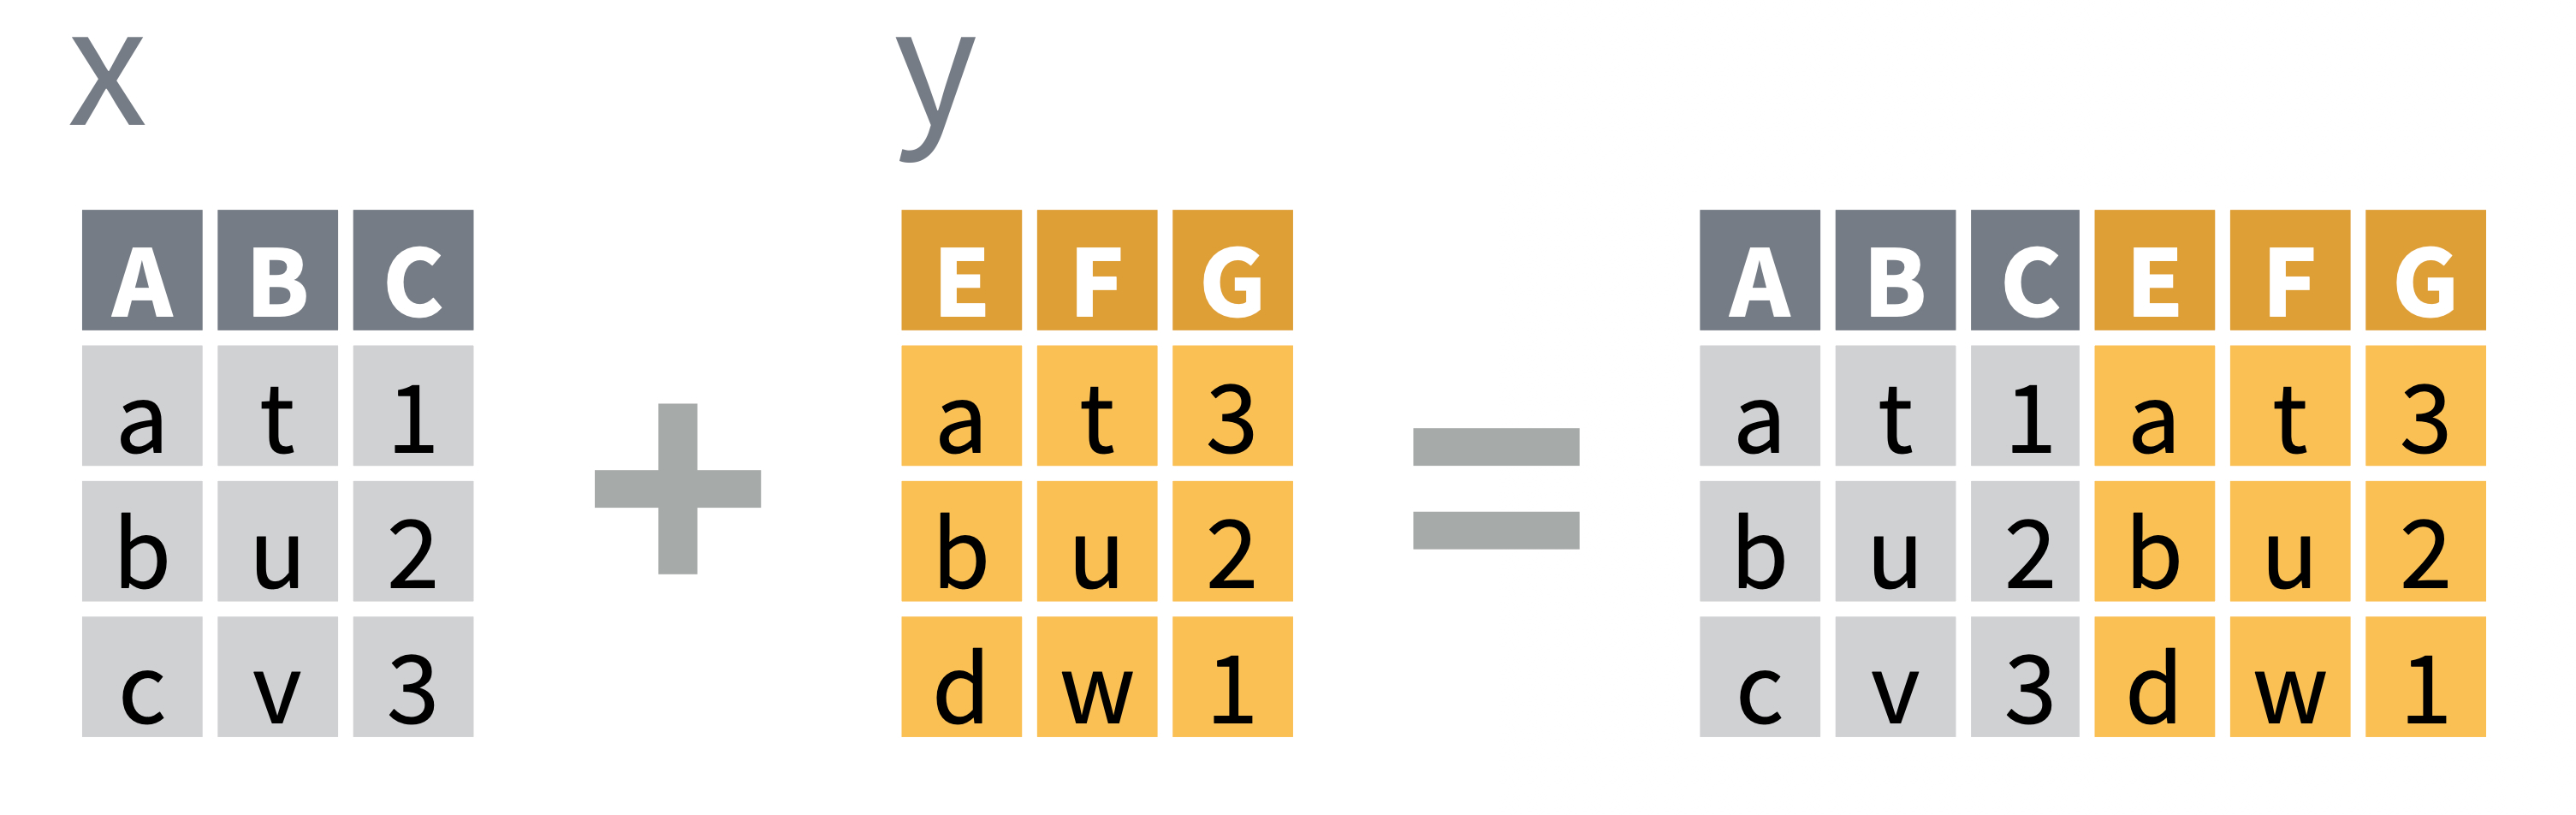 x y
A B C E F G A B C E F G
a t 1 a t 3 a t 1 a t 3
+ =
b u 2 b u 2 b u 2 b u 2
c v 3 d w 1 c v 3 d w 1